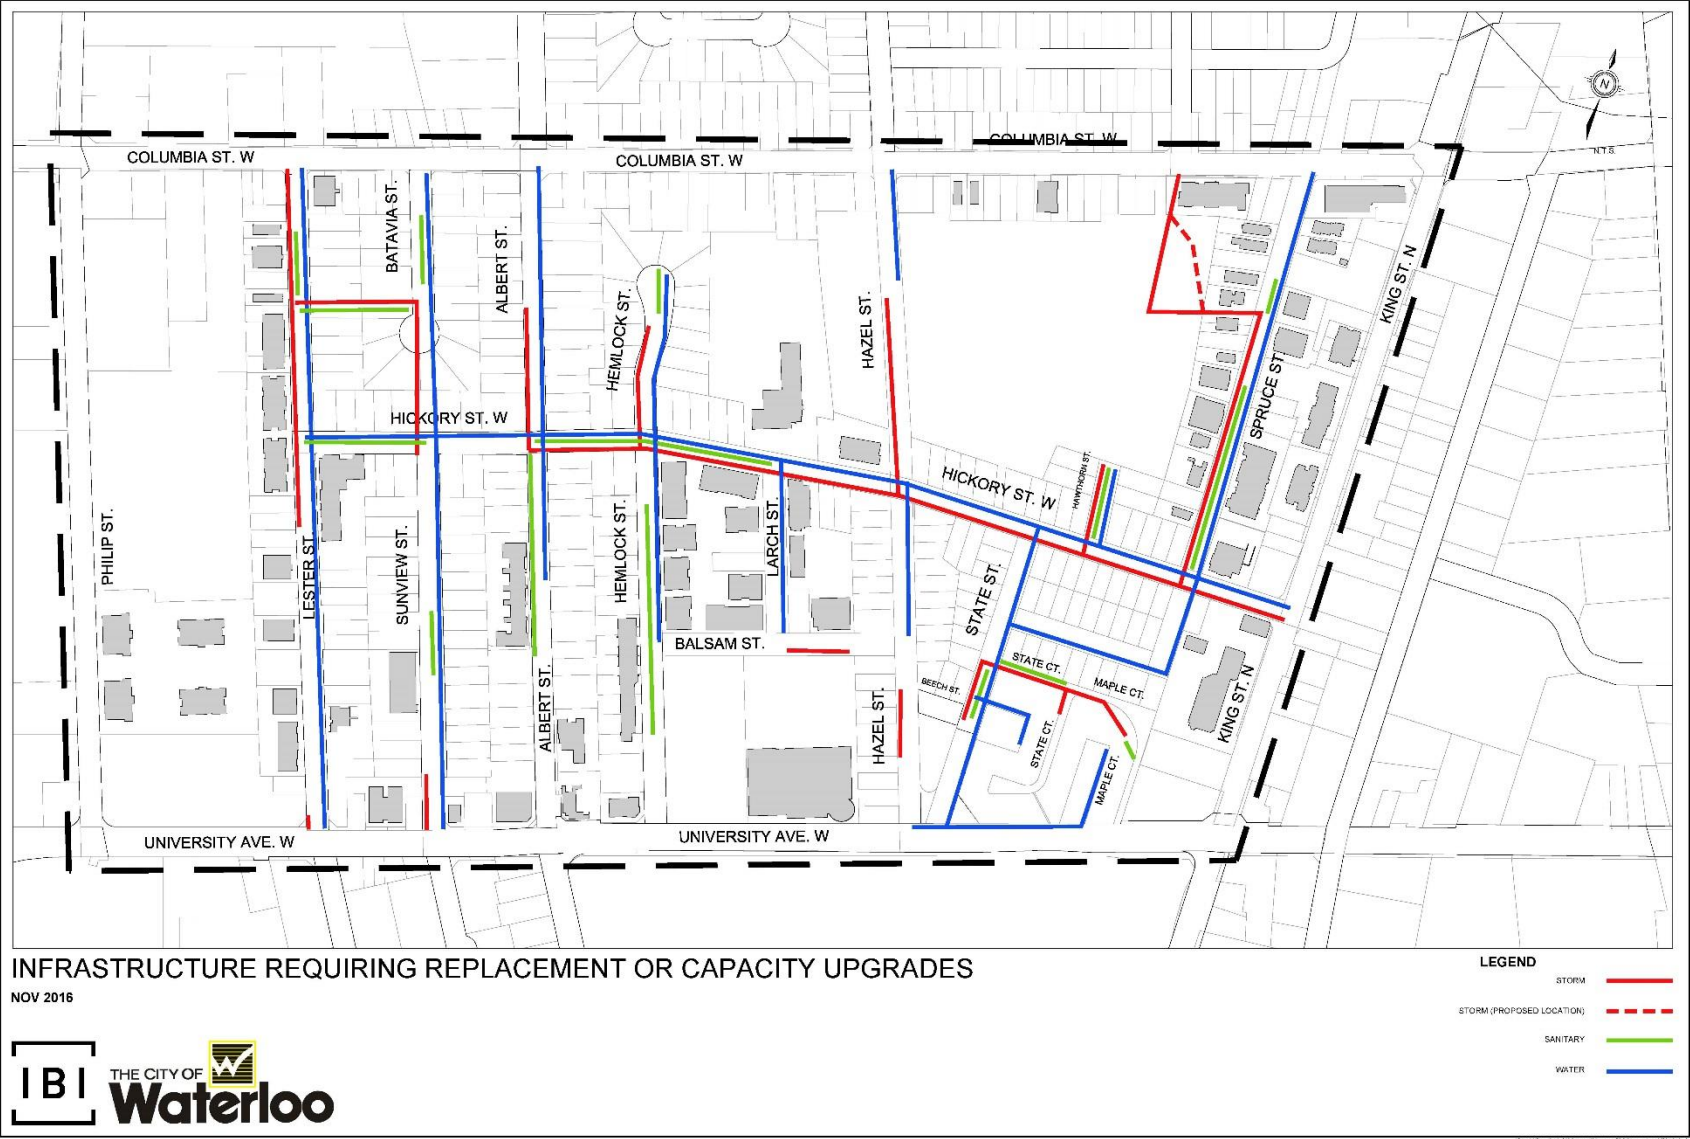 COLUMBIA ST. W
COLUMBIA ST. W
COLUMBIA ST. W
N
N.T.S.
BATAVIA ST.
ALBERT ST.
HEMLOCK ST.
HAZEL ST.
KING ST. N
SPRUCE ST.
HICKORY ST. W
HICKORY ST. W
HAWTHORN ST.
PHILIP ST.
LESTER ST.
SUNVIEW ST.
HEMLOCK ST.
LARCH ST.
STATE ST.
BALSAM ST.
STATE CT.
MAPLE CT.
BEECH ST.
ALBERT ST.
HAZEL ST.
STATE CT.
MAPLE CT.
KING ST. N
UNIVERSITY AVE. W
UNIVERSITY AVE. W
INFRASTRUCTURE REQUIRING REPLACEMENT OR CAPACITY UPGRADES
NOV 2016
LEGEND
STORM
STORM (PROPOSED LOCATION)
SANITARY
WATER
IBI
THE CITY OF
Waterloo